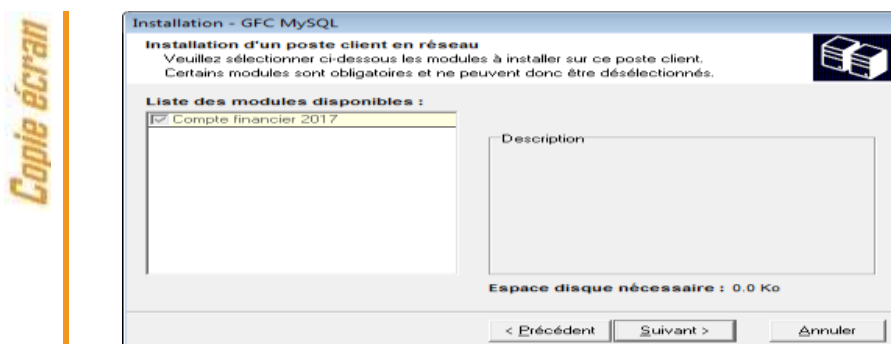 Copie écran
Installation - GFC MySQL
Installation d'un poste client en réseau
Veuillez sélectionner ci-dessous les modules à installer sur ce poste client.
Certains modules sont obligatoires et ne peuvent donc être désélectionnés.
Liste des modules disponibles :
Compte financier 2017
Description
Espace disque nécessaire : 0.0 Ko
< Précédent
Suivant >
Annuler